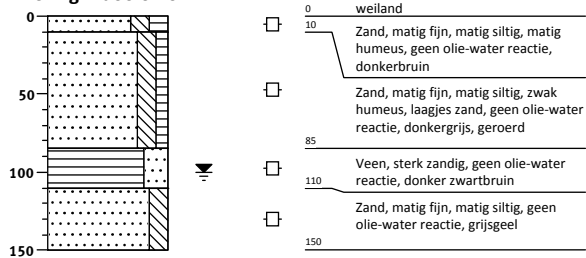 0
50
100
150
0
weiland
10
Zand, matig fijn, matig siltig, matig
humeus, geen olie-water reactie,
donkerbruin
Zand, matig fijn, matig siltig, zwak
humeus, laagjes zand, geen olie-water
reactie, donkergrijs, geroerd
85
Veen, sterk zandig, geen olie-water
reactie, donker zwartbruin
110
Zand, matig fijn, matig siltig, geen
olie-water reactie, grijsgeel
150